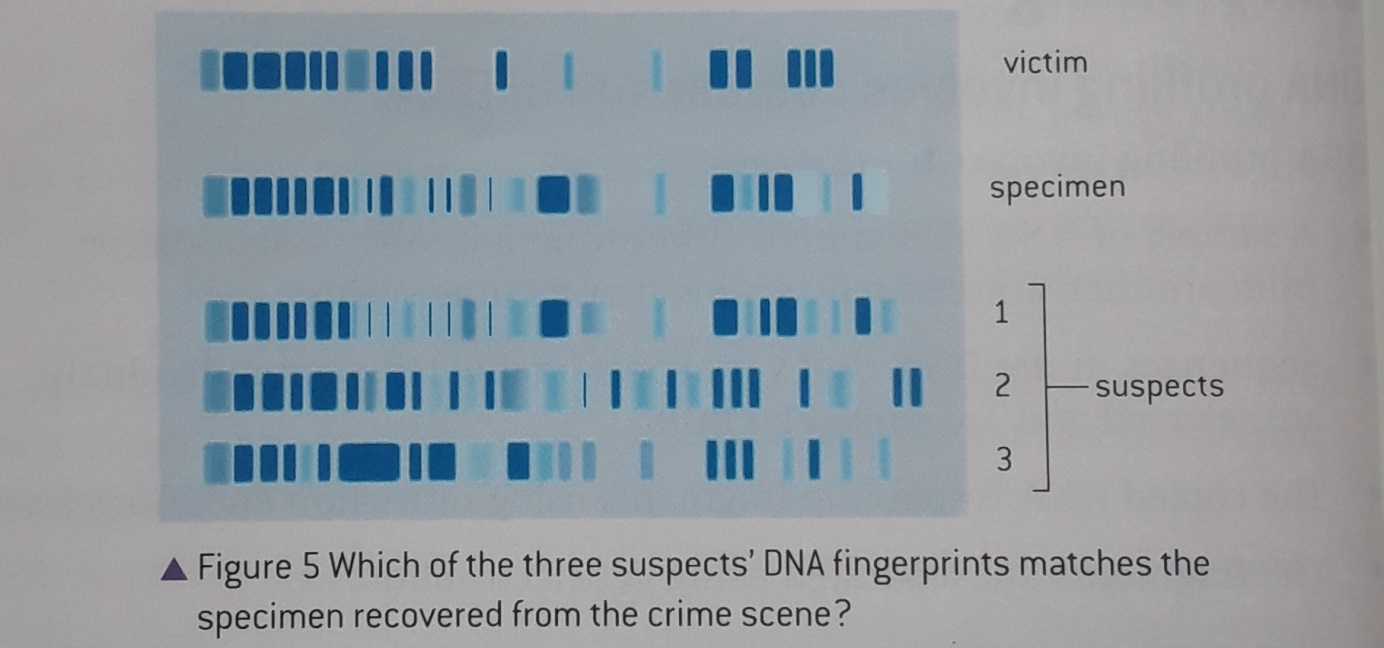 victim
specimen
1
2
suspects
3
▲ Figure 5 Which of the three suspects’ DNA fingerprints matches the
specimen recovered from the crime scene?